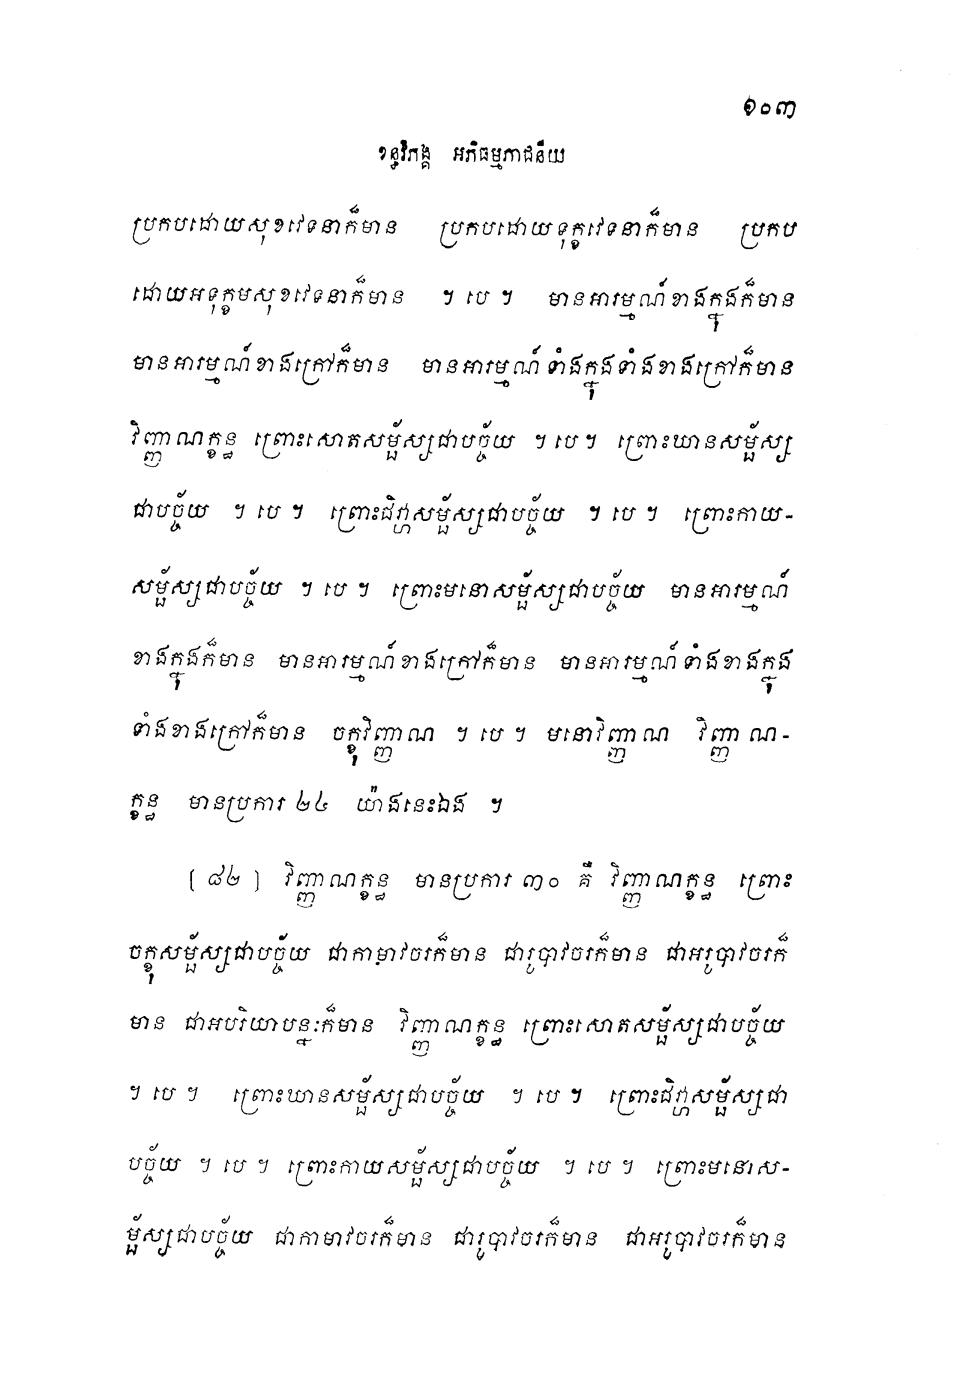 ១០៣
ខន្ធវិភង្គ អភិធម្មភាជនីយ
ប្រកបដោយសុខវេទនាក៏មាន ប្រកបដោយទុក្ខវេទនាក៏មាន ប្រកប
ដោយអទុក្ខមសុខវេទនាក៏មាន ។ បេ ។ មានអារម្មណ៍ខាងក្នុងក៏មាន
មានអារម្មណ៍ខាងក្រៅក៏មាន មានអារម្មណ៍ទាំងក្នុងទាំងខាងក្រៅក៏មាន
វិញ្ញាណក្ខន្ធ ព្រោះសោតសម្ផ័ស្សជាបច្ច័យ ។ បេ ។ ព្រោះឃានសម្ផ័ស្ស
ជាបច្ច័យ ។ បេ ។ ព្រោះជិវ្ហាសម្ផ័ស្សជាបច្ច័យ ។ បេ ។ ព្រោះកាយ-
សម្ផ័ស្សជាបច្ច័យ ។ បេ ។ ព្រោះមនោសម្ផ័ស្សជាបច្ច័យ មានអារម្មណ៍
ខាងក្នុងក៏មាន មានអារម្មណ៍ខាងក្រៅក៏មាន មានអារម្មណ៍ទាំងខាងក្នុង
ទាំងខាងក្រៅក៏មាន ចក្ខុវិញ្ញាណ ។ បេ ។ មនោវិញ្ញាណ វិញ្ញាណ-
ក្ខន្ធ មានប្រការ ២៤ យ៉ាងនេះឯង ។
[ ៨២ ] វិញ្ញាណក្ខន្ធ មានប្រការ ៣០ គឺ វិញ្ញាណក្ខន្ធ ព្រោះ
ចក្ខុសម្ផ័ស្សជាបច្ច័យ ជាកាមាវចរក៏មាន ជារូបាវចរក៏មាន ជាអរូបាវចរក៏
មាន ជាអបរិយាបន្នៈក៏មាន វិញ្ញាណក្ខន្ធ ព្រោះសោតសម្ផ័ស្សជាបច្ច័យ
។ បេ ។ ព្រោះឃានសម្ផ័ស្សជាបច្ច័យ ។ បេ ។ ព្រោះជិវ្ហាសម្ផ័ស្សជា
បច្ច័យ ។ បេ ។ ព្រោះកាយសម្ផ័ស្សជាបច្ច័យ ។ បេ ។ ព្រោះមនោស-
ម្ផ័ស្សជាបច្ច័យ ជាកាមាវចរក៏មាន ជារូបាវចរក៏មាន ជាអរូបាវចរក៏មាន